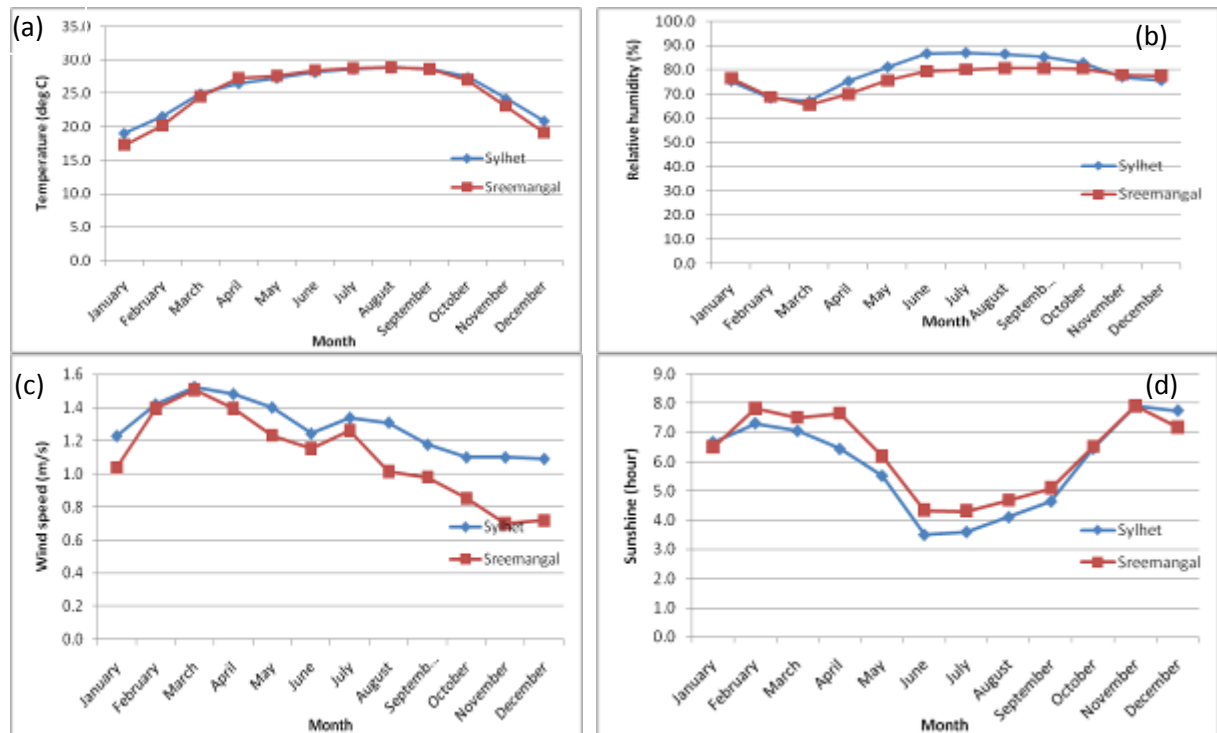 (a)
Temperature (deg C)
35.0
30.0
25.0
20.0
15.0
10.0
5.0
0.0
Sylhet
Sreemangal
January
February
March
April
May
June
July
August
September
October
November
December
Month
(b)
Relative humidity (%)
100.0
90.0
80.0
70.0
60.0
50.0
40.0
30.0
20.0
10.0
0.0
Sylhet
Sreemangal
January
February
March
April
May
June
July
August
Septemb...
October
November
December
Month
(c)
Wind speed (m/s)
1.6
1.4
1.2
1.0
0.8
0.6
0.4
0.2
0.0
Sylhet
Sreemangal
January
February
March
April
May
June
July
August
Septemb...
October
November
December
Month
(d)
Sunshine (hour)
9.0
8.0
7.0
6.0
5.0
4.0
3.0
2.0
1.0
0.0
Sylhet
Sreemangal
January
February
March
April
May
June
July
August
September
October
November
December
Month